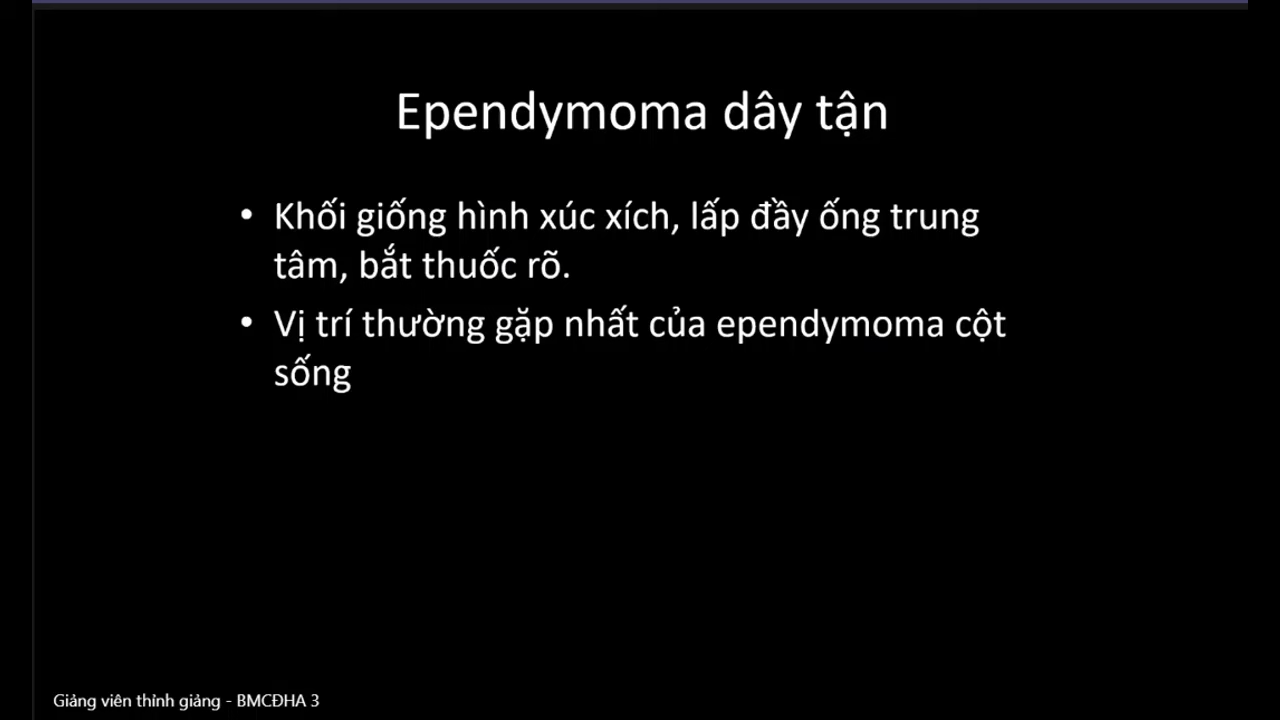 Ependymoma dây tận
• Khối giống hình xúc xích, lấp đầy ống trung
tâm, bắt thuốc rõ.
• Vị trí thường gặp nhất của ependymoma cột
sống
Giảng viên thỉnh giảng - BMCĐHA 3